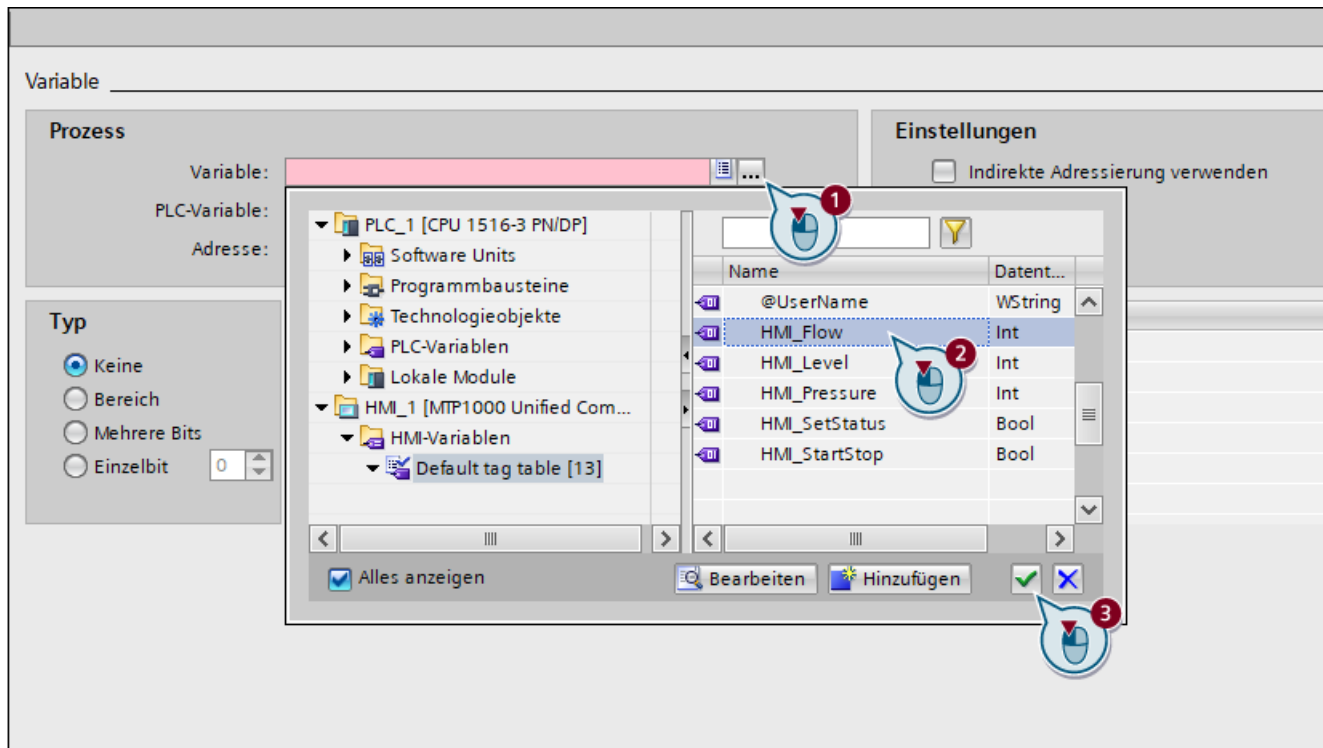 Variable
Prozess
Einstellungen
Variable:
...
Indirekte Adressierung verwenden
1
PLC-Variable:
Adresse:
PLC_1 [CPU 1516-3 PN/DP]
Software Units
Programmbausteine
Technologieobjekte
PLC-Variablen
Lokale Module
HMI_1 [MTP1000 Unified Com...
HMI-Variablen
Default tag table [13]
Name Datent...
@UserName WString
HMI_Flow Int
2
HMI_Level Int
HMI_Pressure Int
HMI_SetStatus Bool
HMI_StartStop Bool
Typ
Keine
Bereich
Mehrere Bits
Einzelbit 0
Alles anzeigen
Bearbeiten
Hinzufügen
3